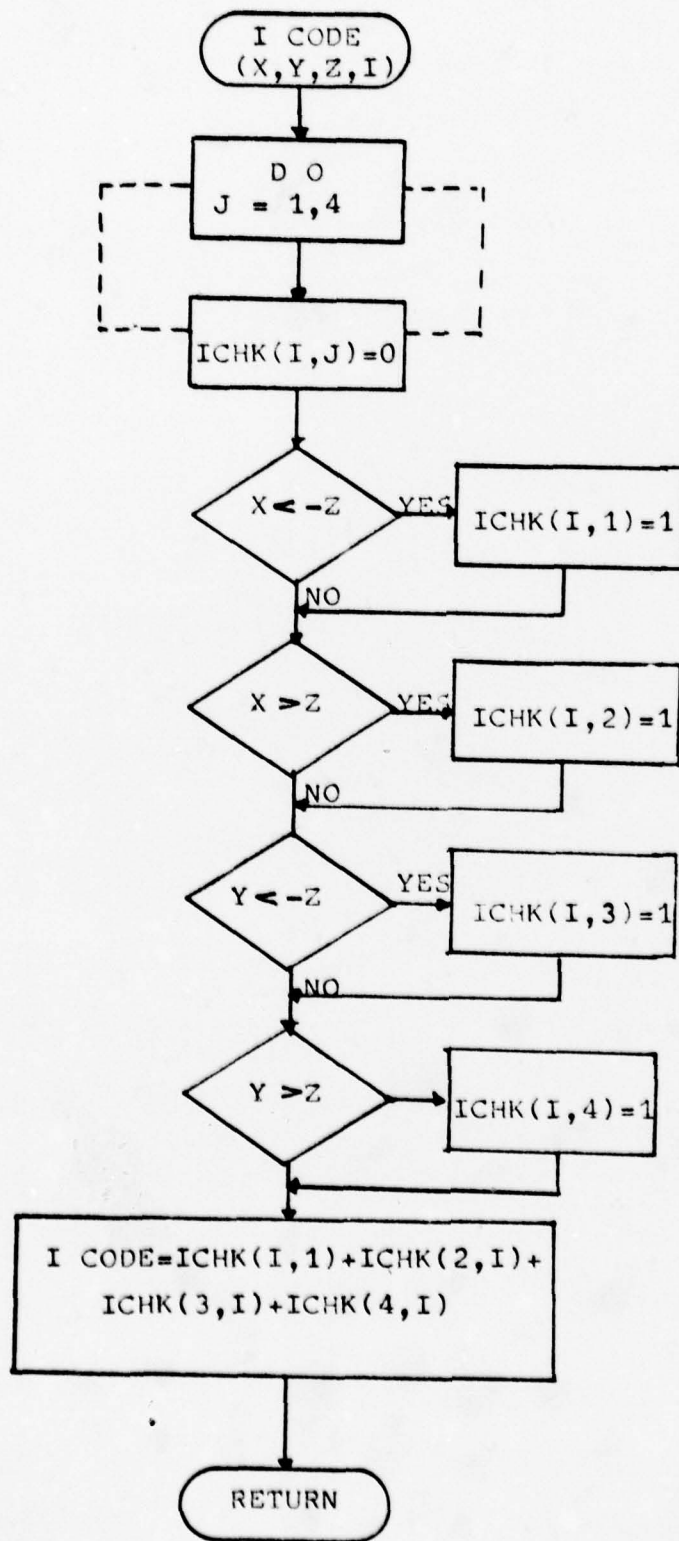 I CODE
(X,Y,Z,I)
D O
J = 1,4
ICHK(I,J)=0
X < -Z
YES
ICHK(I,1)=1
NO
X > Z
YES
ICHK(I,2)=1
NO
Y < -Z
YES
ICHK(I,3)=1
NO
Y > Z
ICHK(I,4)=1
I CODE=ICHK(I,1)+ICHK(2,I)+
ICHK(3,I)+ICHK(4,I)
RETURN